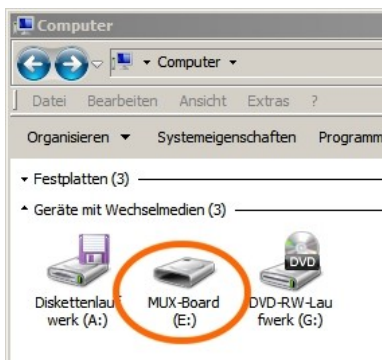 Computer
Computer
Datei Bearbeiten Ansicht Extras ?
Organisieren Systemeigenschaften Programm
Festplatten (3)
Geräte mit Wechselmedien (3)
Diskettenlauf MUX-Board DVD-RW-Lau
werk (A:) (E:) fwerk (G:)
DVD